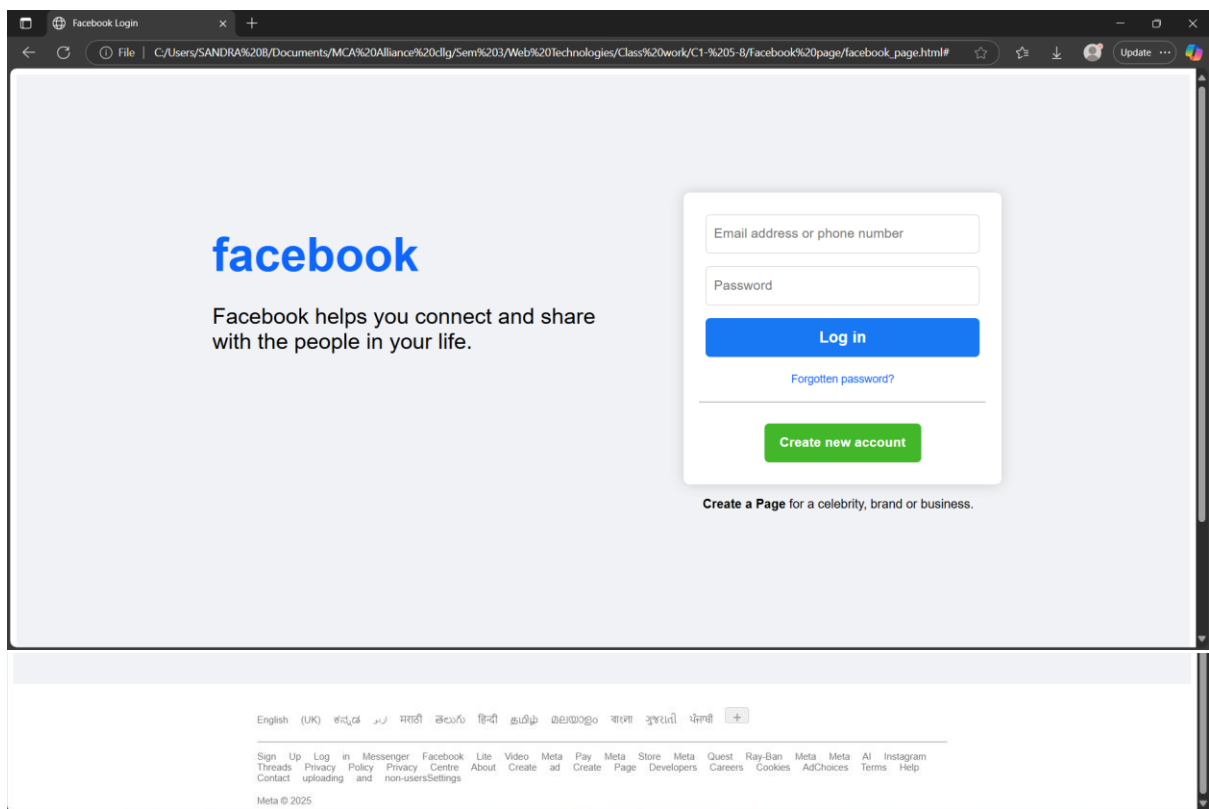 Facebook Login
File | C:/Users/SANDRA%20B/Documents/MCA%20Alliance%20cllg/Sem%203/Web%20Technologies/Class%20work/C1-%205-8/Facebook%20page/facebook_page.html#
Update
facebook
Facebook helps you connect and share
with the people in your life.
Email address or phone number
Password
Log in
Forgotten password?
Create new account
Create a Page for a celebrity, brand or business.
English (UK) ಕನ್ನಡ اردو मराठी తెలుగు हिन्दी தமிழ் മലയാളം বাংলা ગુજરાતી ਪੰਜਾਬੀ +
Sign Up Log in Messenger Facebook Lite Video Meta Pay Meta Store Meta Quest Ray-Ban Meta Meta AI Instagram
Threads Privacy Policy Privacy Centre About Create ad Create Page Developers Careers Cookies AdChoices Terms Help
Contact uploading and non-usersSettings
Meta © 2025